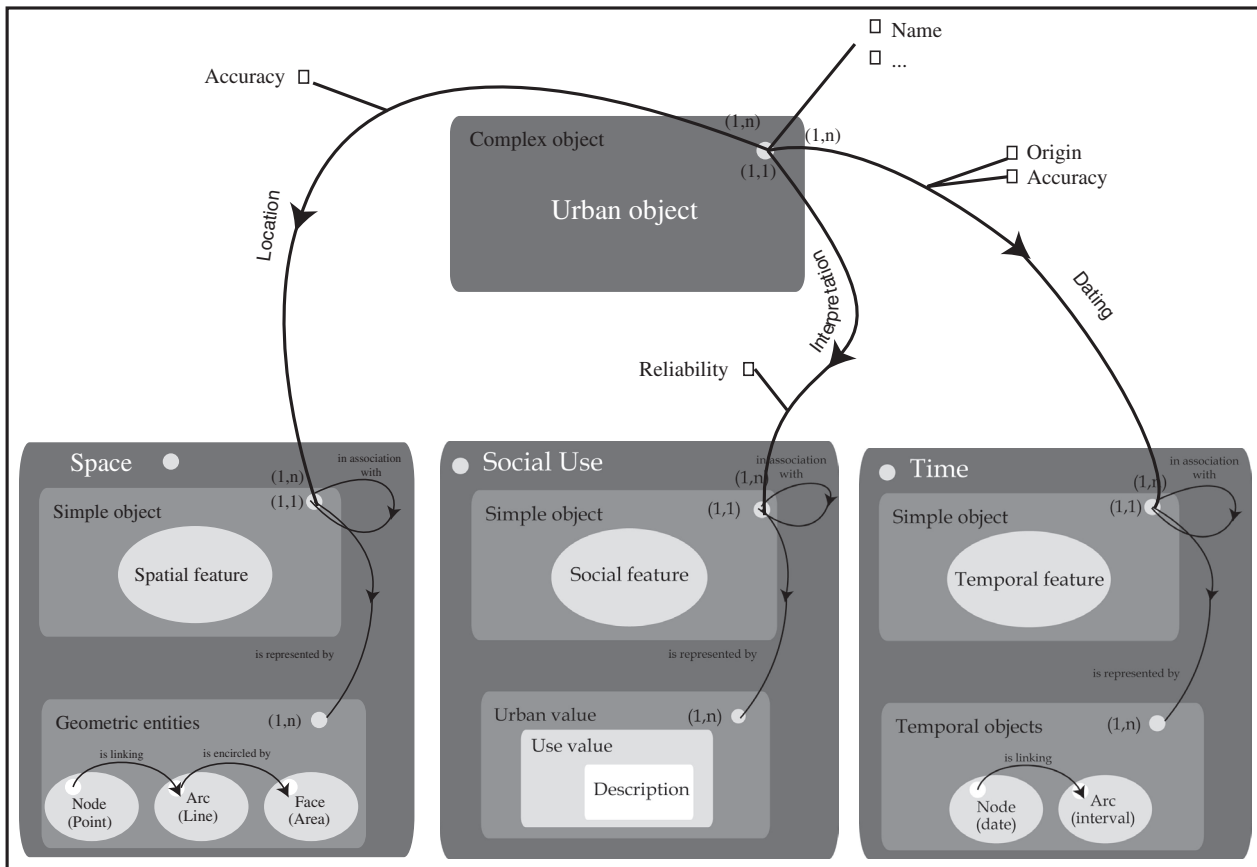 Name
...
Accuracy
(1,n)
(1,n)
Complex object
(1,1)
Origin
Accuracy
Urban object
Location
Interpretation
Dating
Reliability
Space
in association
with
(1,n)
(1,1)
Simple object
Spatial feature
is represented by
Geometric entities
(1,n)
is linking
is encircled by
Node
(Point)
Arc
(Line)
Face
(Area)
Social Use
in association
with
(1,n)
(1,1)
Simple object
Social feature
is represented by
Urban value
(1,n)
Use value
Description
Time
in association
with
(1,n)
(1,1)
Simple object
Temporal feature
is represented by
Temporal objects
(1,n)
is linking
Node
(date)
Arc
(interval)